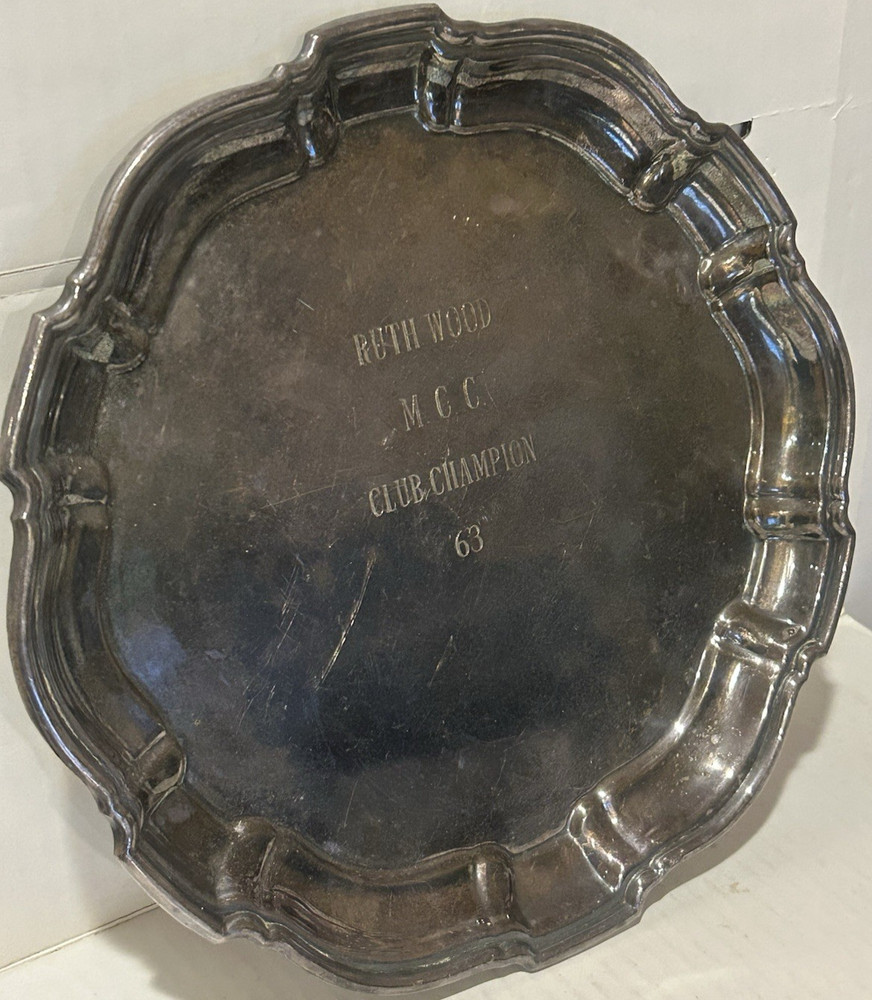 RUTH WOOD
M C C
CLUB CHAMPION
63"